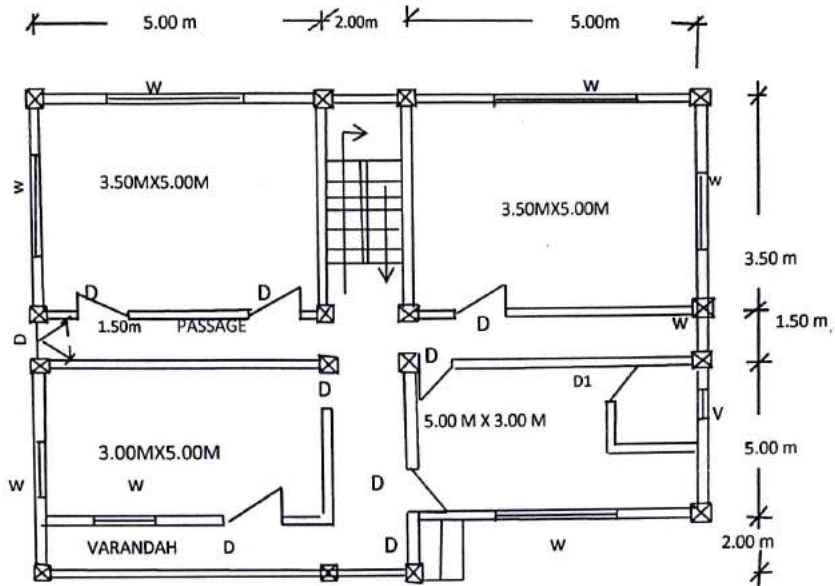 5.00 m 2.00m 5.00m
W W
W 3.50MX5.00M 3.50MX5.00M W
3.50 m
D D D
D 1.50m PASSAGE W 1.50 m
D D D1
5.00 M X 3.00 M V
3.00MX5.00M 5.00 m
W W D
VARANDAH D D W 2.00 m